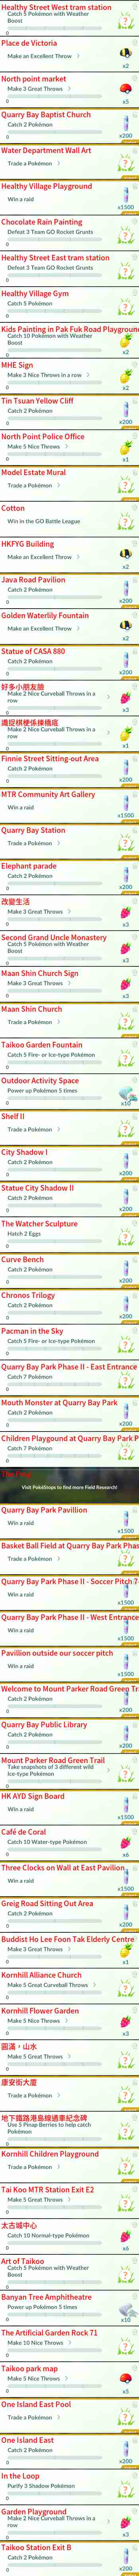 Healthy Street West tram station
Catch 5 Pokémon with Weather
Boost
0
Place de Victoria
Make an Excellent Throw >
0
x2
North point market
Make 3 Great Throws >
0
x5
Quarry Bay Baptist Church
Catch 2 Pokémon
0
x200
Water Department Wall Art
Trade a Pokémon >
0
Healthy Village Playground
Win a raid
0
x1500
Chocolate Rain Painting
Defeat 3 Team GO Rocket Grunts
0
Healthy Street East tram station
Defeat 3 Team GO Rocket Grunts
0
Healthy Village Gym
Catch 5 Pokémon
0
Kids Painting in Pak Fuk Road Playground
Catch 10 Pokémon with Weather
Boost
0
x2
MHE Sign
Make 3 Nice Throws in a row >
0
x2
Tin Tsuan Yellow Cliff
Catch 2 Pokémon
0
x200
North Point Police Office
Make 5 Nice Throws >
0
x1
Model Estate Mural
Trade a Pokémon >
0
Cotton
Win in the GO Battle League
0
HKFYG Building
Make an Excellent Throw >
0
x2
Java Road Pavilion
Catch 2 Pokémon
0
x200
Golden Waterlily Fountain
Make an Excellent Throw >
0
x2
Statue of CASA 880
Catch 2 Pokémon
0
x200
好多小朋友臉
Make 2 Nice Curveball Throws in a
row
0
x3
Make 2 Nice Curveball Throws in a
row
0
x1
Finnie Street Sitting-out Area
Catch 2 Pokémon
0
x200
MTR Community Art Gallery
Win a raid
0
x1500
Quarry Bay Station
Trade a Pokémon >
0
Elephant parade
Catch 2 Pokémon
0
x200
改變生活
Make 3 Great Throws >
0
x3
Second Grand Uncle Monastery
Catch 5 Pokémon with Weather
Boost
0
x3
Maan Shin Church Sign
Make 3 Great Throws >
0
x3
Maan Shin Church
Trade a Pokémon >
0
Taikoo Garden Fountain
Catch 5 Fire- or Ice-type Pokémon
0
Outdoor Activity Space
Power up Pokémon 5 times
0
x10
Shelf II
Trade a Pokémon >
0
City Shadow I
Catch 2 Pokémon
0
x200
Statue City Shadow II
Catch 2 Pokémon
0
x200
The Watcher Sculpture
Hatch 2 Eggs
0
Curve Bench
Catch 2 Pokémon
0
x200
Chronos Trilogy
Catch 2 Pokémon
0
x200
Pacman in the Sky
Catch 5 Fire- or Ice-type Pokémon
0
Quarry Bay Park Phase II - East Entrance
Catch 7 Pokémon
0
Mouth Monster at Quarry Bay Park
Catch 2 Pokémon
0
x200
Children Playgound at Quarry Bay Park P
Catch 7 Pokémon
0
Visit PokéStops to find more Field Research!
Quarry Bay Park Pavillion
Win a raid
0
x1500
Basket Ball Field at Quarry Bay Park Phas
Trade a Pokémon >
0
Quarry Bay Park Phase II - Soccer Pitch 7
Win a raid
0
x1500
Quarry Bay Park Phase II - West Entrance
Win a raid
0
x1500
Pavillion outside our soccer pitch
Win a raid
0
x1500
Welcome to Mount Parker Road Green Tr
Catch 2 Pokémon
0
x200
Quarry Bay Public Library
Catch 2 Pokémon
0
x200
Mount Parker Road Green Trail
Take snapshots of 3 different wild
Ice-type Pokémon
0
HK AYD Sign Board
Win a raid
0
x1500
Café de Coral
Catch 10 Water-type Pokémon
0
x6
Three Clocks on Wall at East Pavilion
Win a raid
0
x1500
Greig Road Sitting Out Area
Catch 2 Pokémon
0
x200
Buddist Ho Lee Foon Tak Elderly Centre
Make 3 Great Throws >
0
x1
Kornhill Alliance Church
Make 5 Great Curveball Throws >
0
Kornhill Flower Garden
Make 5 Nice Throws >
0
x3
圓滿，山水
Make 5 Great Throws >
0
康安街大廈
Trade a Pokémon >
0
地下鐵路港島線通車紀念碑
Use 5 Pinap Berries to help catch
Pokémon
0
Kornhill Children Playground
Trade a Pokémon >
0
Tai Koo MTR Station Exit E2
Make 5 Great Throws >
0
太古城中心
Catch 10 Normal-type Pokémon
0
x6
Art of Taikoo
Catch 5 Pokémon with Weather
Boost
0
Banyan Tree Amphitheatre
Power up Pokémon 5 times
0
x10
The Artificial Garden Rock 71
Make 10 Nice Throws >
0
Taikoo park map
Make 5 Nice Throws >
0
x5
One Island East Pool
Trade a Pokémon >
0
One Island East
Catch 2 Pokémon
0
x200
In the Loop
Purify 3 Shadow Pokémon
0
Garden Playground
Make 2 Nice Curveball Throws in a
row
0
x3
Taikoo Station Exit B
Catch 2 Pokémon
0
x200